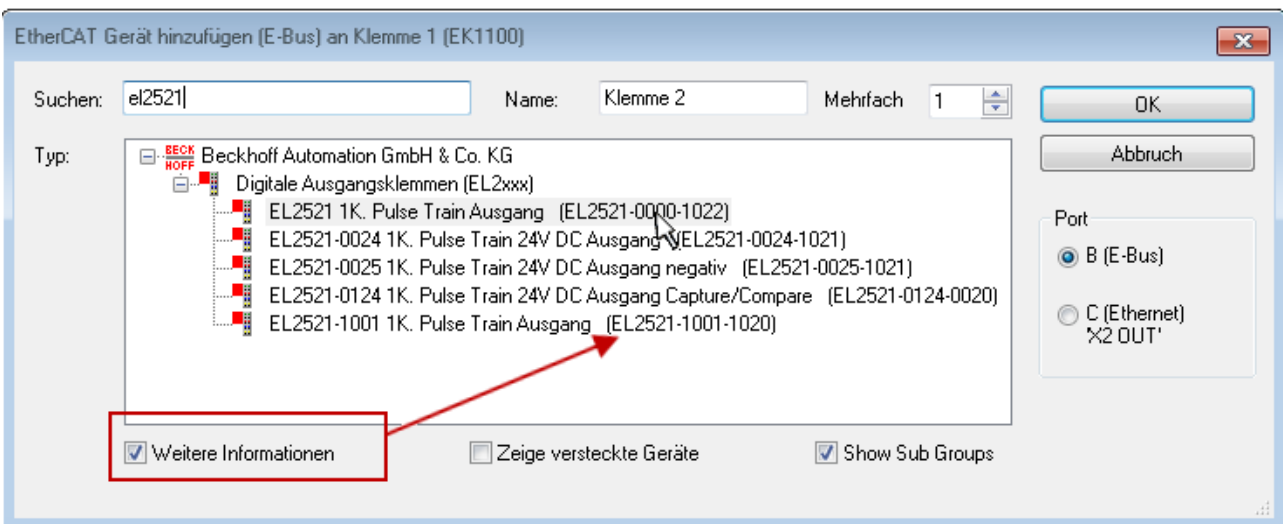 EtherCAT Gerät hinzufügen (E-Bus) an Klemme 1 (EK1100)
Suchen: el2521 Name: Klemme 2 Mehrfach 1 OK
Abbruch
Typ: BECKHOFF Beckhoff Automation GmbH & Co. KG
Digitale Ausgangsklemmen (EL2xxx)
EL2521 1K. Pulse Train Ausgang (EL2521-0000-1022)
EL2521-0024 1K. Pulse Train 24V DC Ausgang (EL2521-0024-1021)
EL2521-0025 1K. Pulse Train 24V DC Ausgang negativ (EL2521-0025-1021)
EL2521-0124 1K. Pulse Train 24V DC Ausgang Capture/Compare (EL2521-0124-0020)
EL2521-1001 1K. Pulse Train Ausgang (EL2521-1001-1020)
Port
B (E-Bus)
C (Ethernet)
'X2 OUT'
Weitere Informationen Zeige versteckte Geräte Show Sub Groups